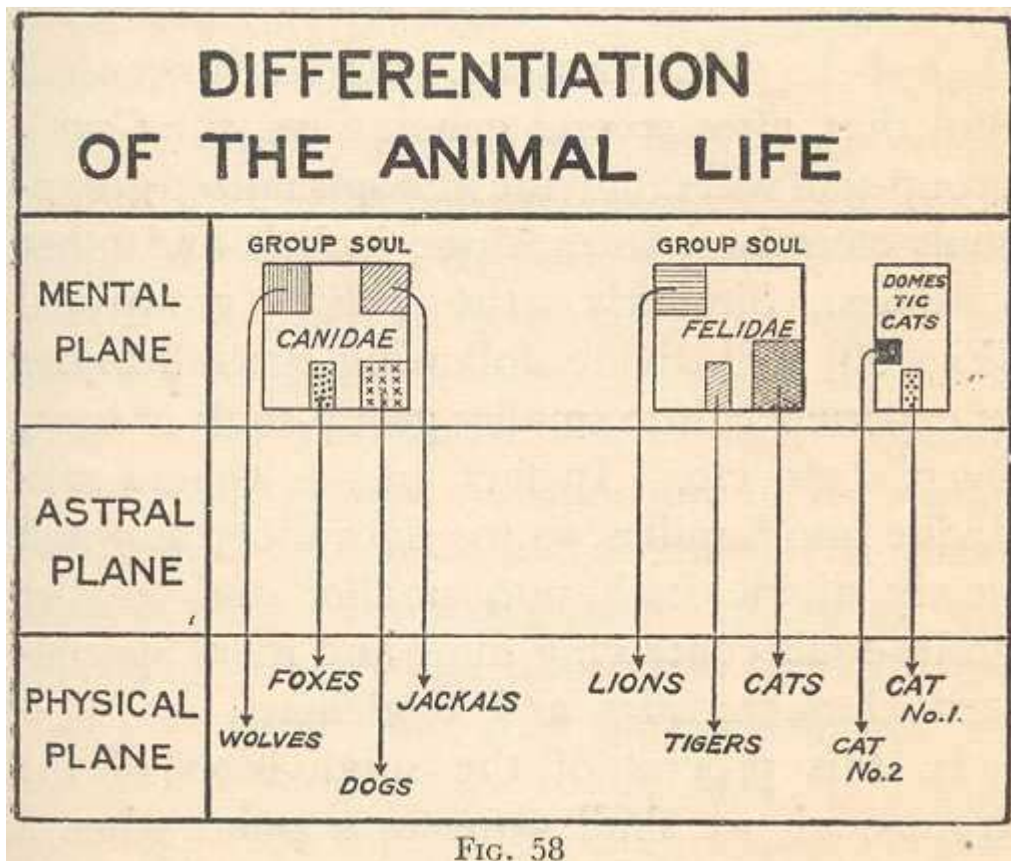 DIFFERENTIATION
OF THE ANIMAL LIFE
MENTAL
PLANE
GROUP SOUL
CANIDAE
GROUP SOUL
FELIDAE
DOMES
TIC
CATS
ASTRAL
PLANE
PHYSICAL
PLANE
WOLVES
FOXES
DOGS
JACKALS
LIONS
TIGERS
CATS
CAT
No.2
CAT
No.1.
FIG. 58